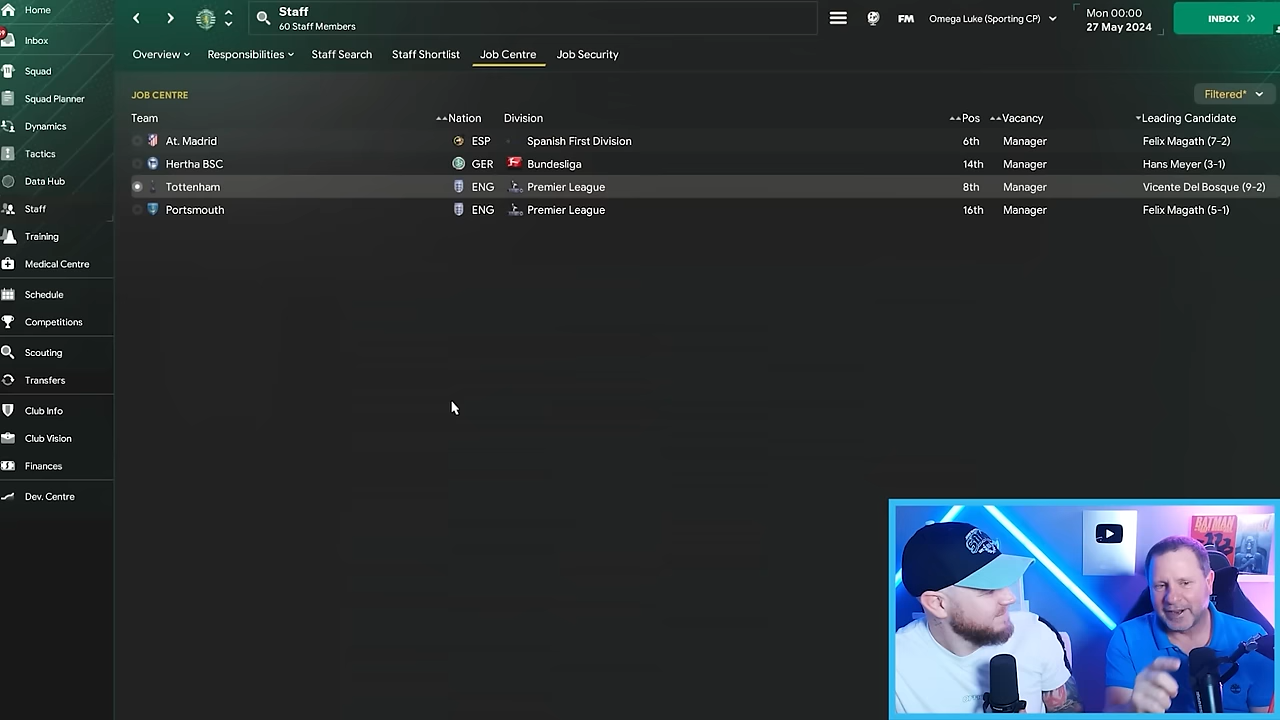 Home
Inbox
Squad
Squad Planner
Dynamics
Tactics
Data Hub
Staff
Training
Medical Centre
Schedule
Competitions
Scouting
Transfers
Club Info
Club Vision
Finances
Dev. Centre
Staff
60 Staff Members
FM
Omega Luke (Sporting CP)
Mon 00:00
27 May 2024
INBOX
Overview Responsibilities Staff Search Staff Shortlist Job Centre Job Security
JOB CENTRE
Filtered*
Team Nation Division Pos Vacancy Leading Candidate
At. Madrid ESP Spanish First Division 6th Manager Felix Magath (7-2)
Hertha BSC GER Bundesliga 14th Manager Hans Meyer (3-1)
Tottenham ENG Premier League 8th Manager Vicente Del Bosque (9-2)
Portsmouth ENG Premier League 16th Manager Felix Magath (5-1)
BATMAN